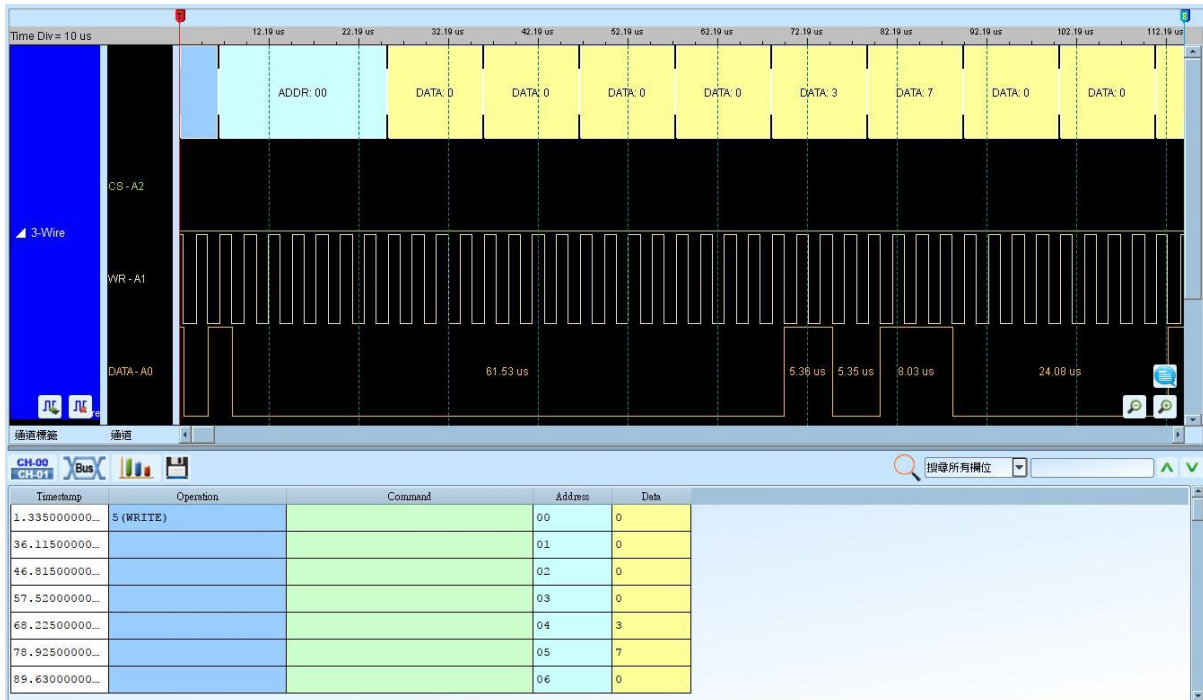 T E
Time Div = 10 us 12.19 us 22.19 us 32.19 us 42.19 us 52.19 us 62.19 us 72.19 us 82.19 us 92.19 us 102.19 us 112.19 us
ADDR: 00 DATA: 0 DATA: 0 DATA: 0 DATA: 0 DATA: 3 DATA: 7 DATA: 0 DATA: 0
CS - A2
3-Wire
WR - A1
DATA - A0 61.53 us 5.36 us 5.35 us 8.03 us 24.08 us
通道標籤 通道
CH-00
CH-01 Bus 搜尋所有欄位
Timestamp Operation Command Address Data
1.335000000... 5(WRITE) 00 0
36.11500000... 01 0
46.81500000... 02 0
57.52000000... 03 0
68.22500000... 04 3
78.92500000... 05 7
89.63000000... 06 0